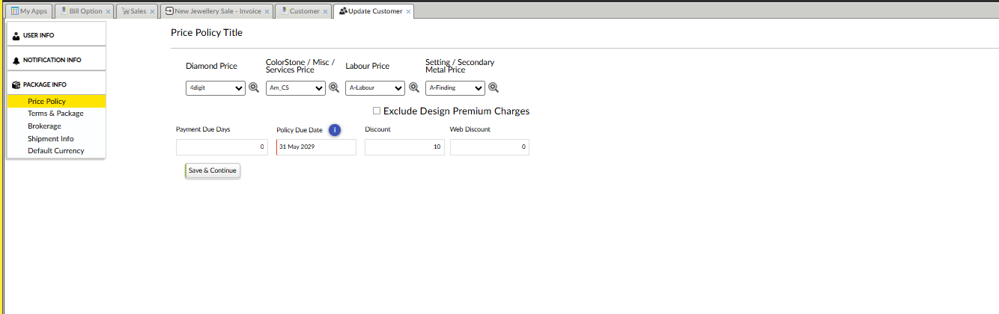 My Apps Bill Option × Sales × New Jewellery Sale - Invoice × Customer × Update Customer ×
USER INFO
NOTIFICATION INFO
PACKAGE INFO
Price Policy
Terms & Package
Brokerage
Shipment Info
Default Currency
Price Policy Title
Diamond Price
ColorStone / Misc /
Services Price
Labour Price
Setting / Secondary
Metal Price
4digit Am_CS A-Labour A-Finding
Exclude Design Premium Charges
Payment Due Days Policy Due Date i Discount Web Discount
0 31 May 2029 10 0
Save & Continue